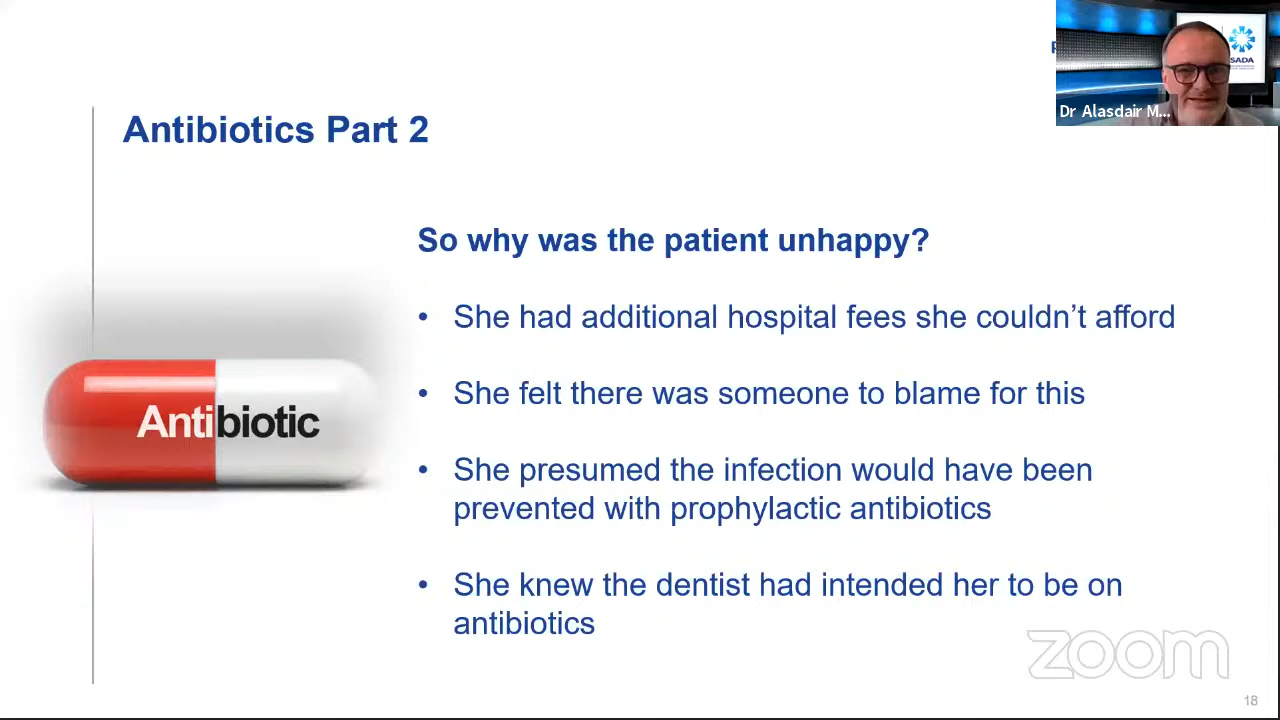 SADA
Dr Alasdair M...
Antibiotics Part 2
So why was the patient unhappy?
• She had additional hospital fees she couldn't afford
• She felt there was someone to blame for this
Antibiotic
• She presumed the infection would have been
prevented with prophylactic antibiotics
• She knew the dentist had intended her to be on
antibiotics
zoom
18